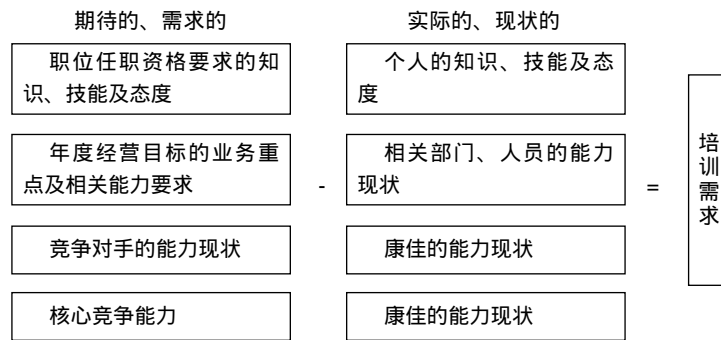 期待的、需求的
实际的、现状的
职位任职资格要求的知
识、技能及态度
个人的知识、技能及态
度
年度经营目标的业务重
点及相关能力要求
-
相关部门、人员的能力
现状
=
培训需求
竞争对手的能力现状
康佳的能力现状
核心竞争能力
康佳的能力现状